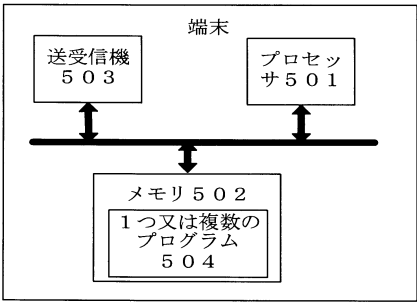 端末
送受信機
５０３
プロセッ
サ５０１
メモリ５０２
１つ又は複数の
プログラム
５０４